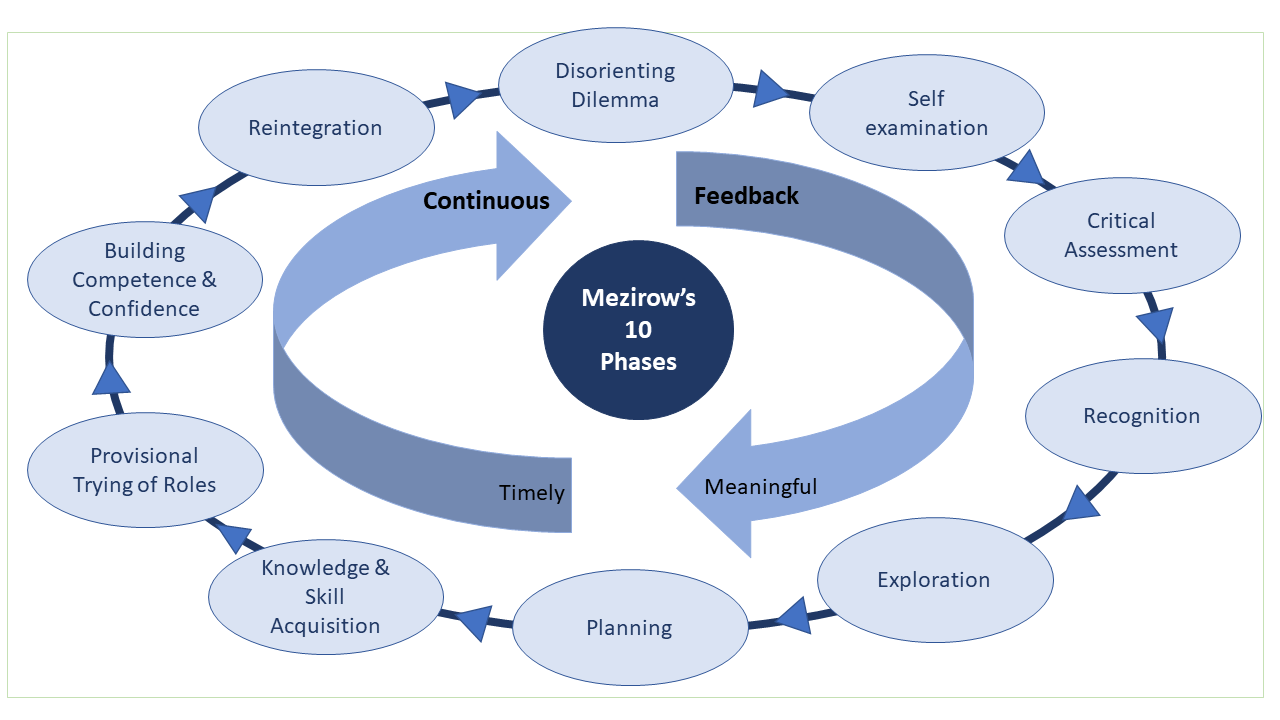 Disorienting
Dilemma
Self
examination
Critical
Assessment
Recognition
Exploration
Planning
Knowledge &
Skill
Acquisition
Provisional
Trying of Roles
Building
Competence &
Confidence
Reintegration
Continuous
Feedback
Meaningful
Timely
Mezirow’s
10
Phases